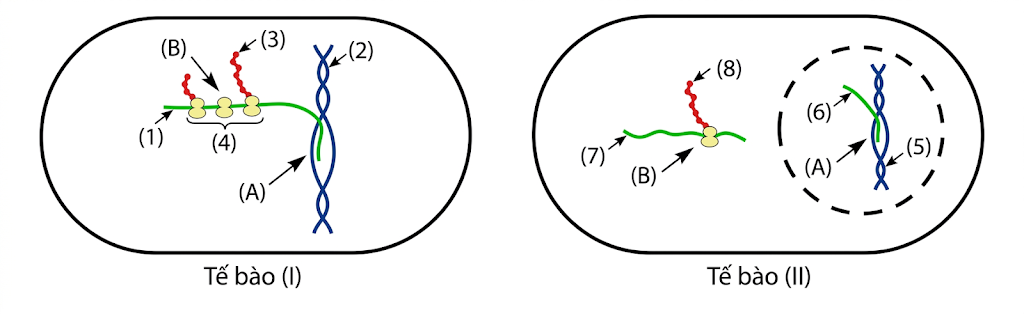 (B)
(3)
(2)
(1)
(4)
(A)
Tế bào (I)
(8)
(6)
(7)
(B)
(A)
(5)
Tế bào (II)